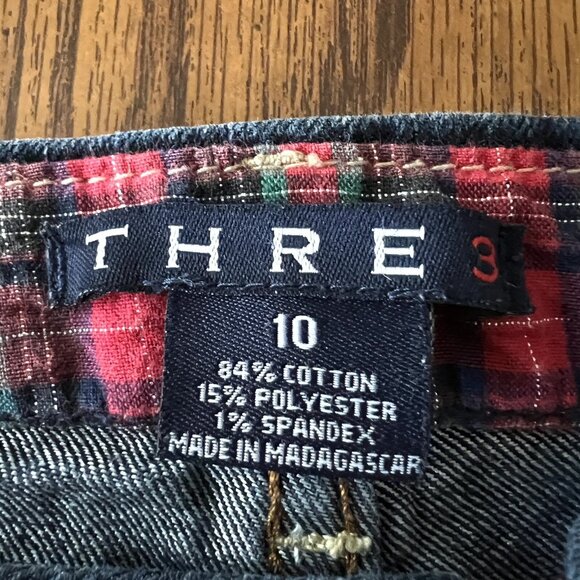 THRE3
10
84% COTTON
15% POLYESTER
1% SPANDEX
MADE IN MADAGASCAR